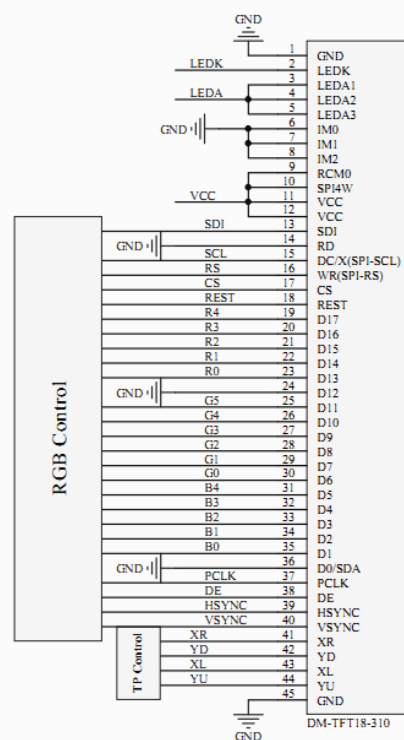 GND
1 GND
LEDK 2 LEDK
3 LEDA1
LEDA 4 LEDA2
5 LEDA3
GND 6 IM0
7 IM1
8 IM2
9 RCM0
10 SPI4W
VCC 11 VCC
12 VCC
SDI 13 SDI
GND 14 RD
SCL 15 DC/X(SPI-SCL)
RS 16 WR(SPI-RS)
CS 17 CS
REST 18 REST
R4 19 D17
R3 20 D16
R2 21 D15
R1 22 D14
R0 23 D13
GND 24 D12
G5 25 D11
G4 26 D10
G3 27 D9
G2 28 D8
G1 29 D7
G0 30 D6
B4 31 D5
B3 32 D4
B2 33 D3
B1 34 D2
B0 35 D1
GND 36 D0/SDA
PCLK 37 PCLK
DE 38 DE
HSYNC 39 HSYNC
VSYNC 40 VSYNC
XR 41 XR
YD 42 YD
XL 43 XL
YU 44 YU
45 GND
GND
DM-TFT18-310
RGB Control
TP Control